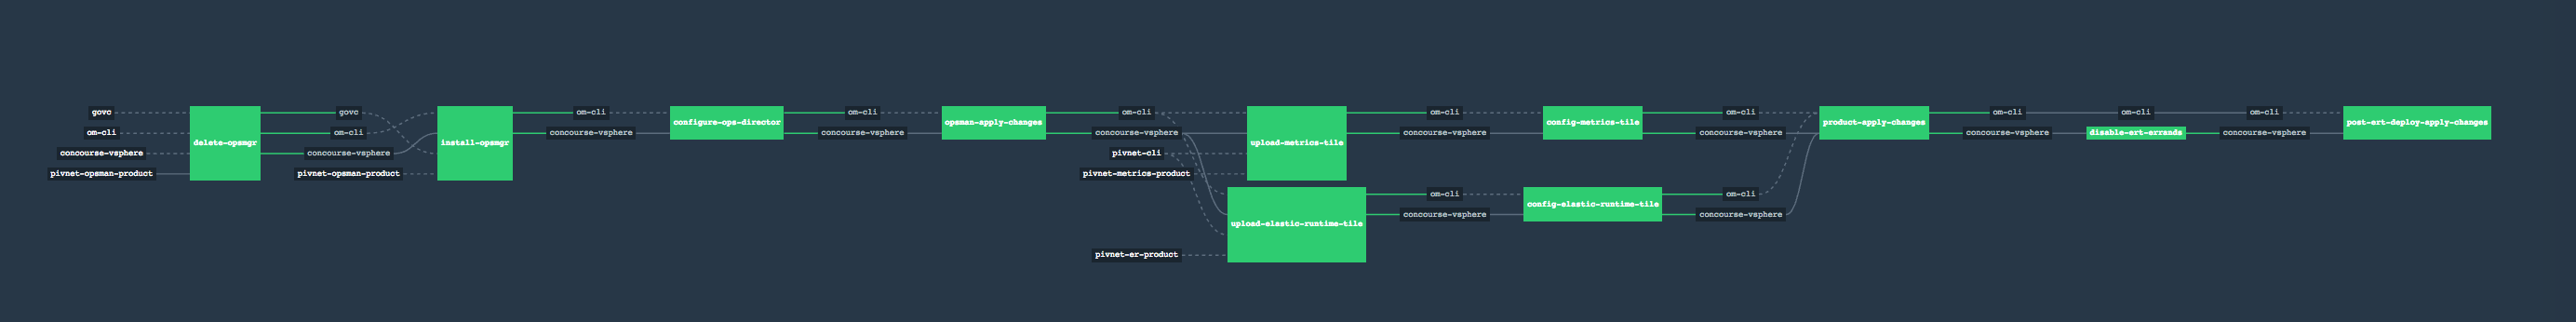 govc
om-cli
concourse-vsphere
pivnet-opsman-product
delete-opsmgr
govc
om-cli
concourse-vsphere
pivnet-opsman-product
install-opsmgr
om-cli
concourse-vsphere
configure-ops-director
om-cli
concourse-vsphere
opsman-apply-changes
om-cli
concourse-vsphere
pivnet-cli
pivnet-metrics-product
pivnet-er-product
upload-metrics-tile
upload-elastic-runtime-tile
om-cli
concourse-vsphere
om-cli
concourse-vsphere
config-metrics-tile
config-elastic-runtime-tile
om-cli
concourse-vsphere
om-cli
concourse-vsphere
product-apply-changes
om-cli
concourse-vsphere
om-cli
disable-ert-errands
om-cli
concourse-vsphere
post-ert-deploy-apply-changes